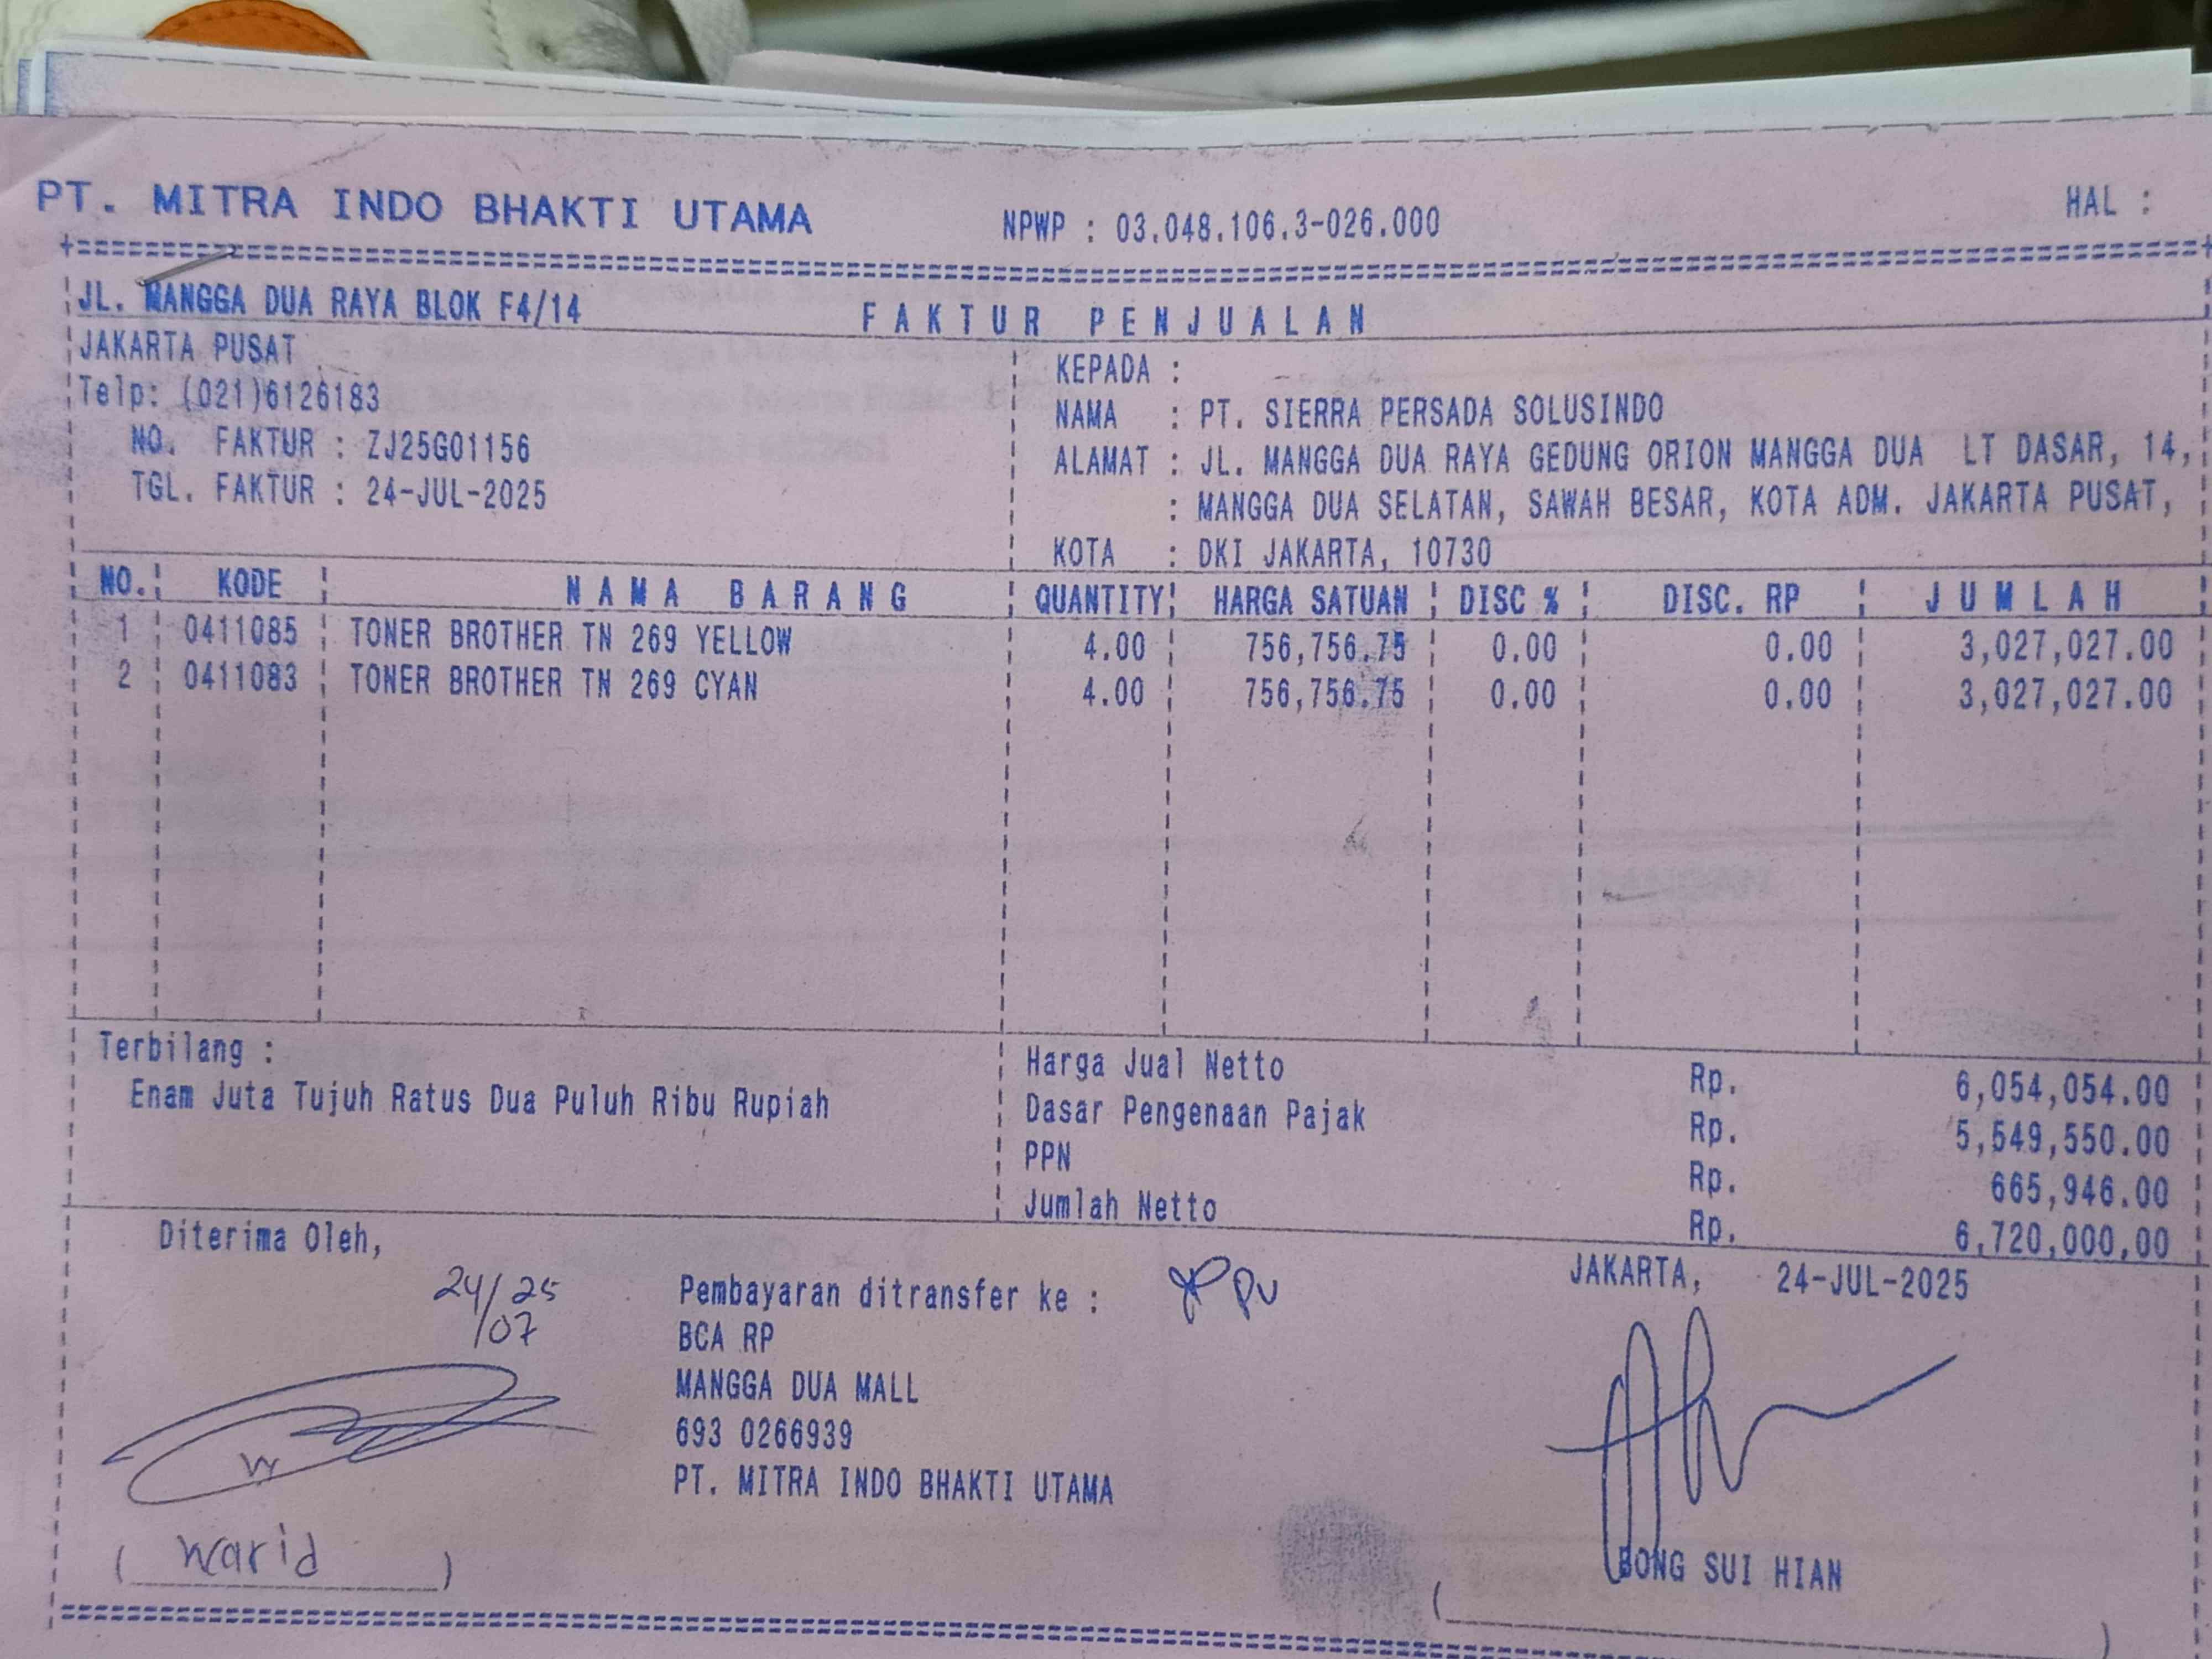 PT. MITRA INDO BHAKTI UTAMA NPWP : 03.048.106.3-026.000 HAL :
JL. MANGGA DUA RAYA BLOK F4/14 FAKTUR PENJUALAN
JAKARTA PUSAT
Telp: (021)6126183
NO. FAKTUR : ZJ25G01156
TGL. FAKTUR : 24-JUL-2025
KEPADA :
NAMA : PT. SIERRA PERSADA SOLUSINDO
ALAMAT : JL. MANGGA DUA RAYA GEDUNG ORION MANGGA DUA LT DASAR, 14,
: MANGGA DUA SELATAN, SAWAH BESAR, KOTA ADM. JAKARTA PUSAT,
KOTA : DKI JAKARTA, 10730
NO. KODE NAMA BARANG QUANTITY HARGA SATUAN DISC % DISC. RP JUMLAH
1 0411085 TONER BROTHER TN 269 YELLOW 4.00 756,756.75 0.00 0.00 3,027,027.00
2 0411083 TONER BROTHER TN 269 CYAN 4.00 756,756.75 0.00 0.00 3,027,027.00
Terbilang :
Enam Juta Tujuh Ratus Dua Puluh Ribu Rupiah
Harga Jual Netto Rp. 6,054,054.00
Dasar Pengenaan Pajak Rp. 5,549,550.00
PPN Rp. 665,946.00
Jumlah Netto Rp. 6,720,000,00
Diterima Oleh,
24/25
/07
warid
Pembayaran ditransfer ke :
BCA RP
MANGGA DUA MALL
693 0266939
PT. MITRA INDO BHAKTI UTAMA
JAKARTA, 24-JUL-2025
BONG SUI HIAN